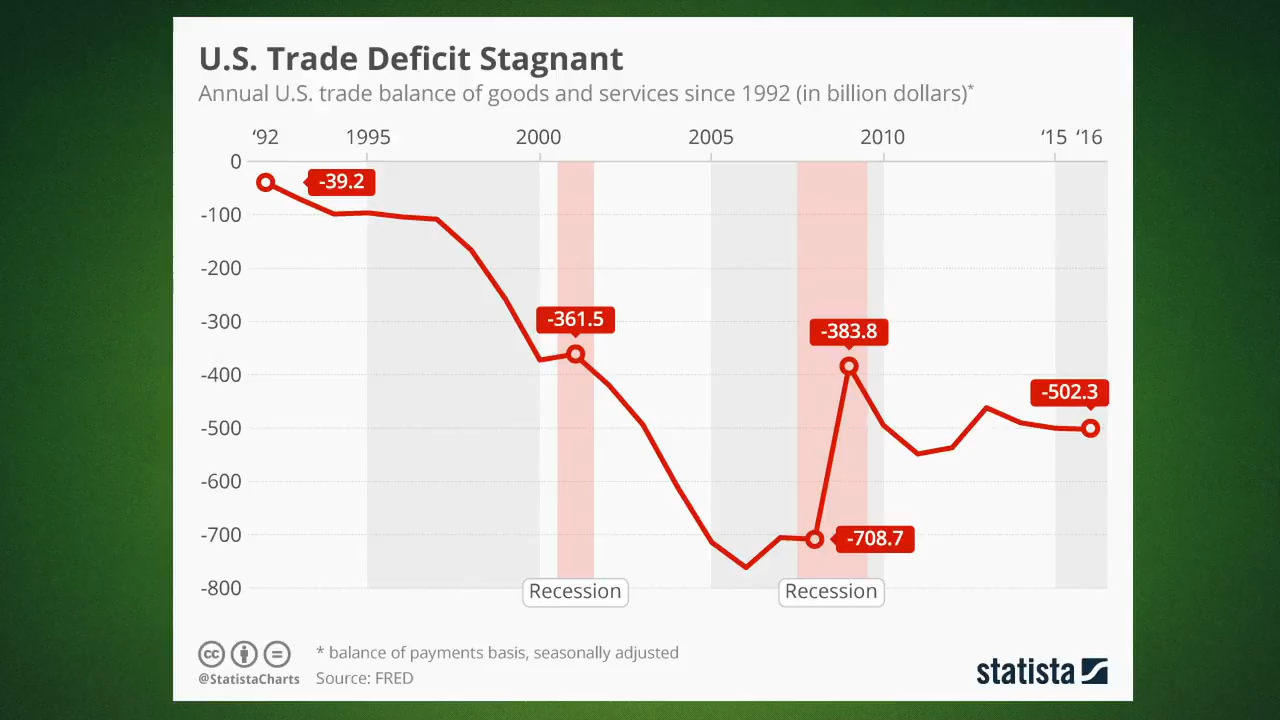 U.S. Trade Deficit Stagnant
Annual U.S. trade balance of goods and services since 1992 (in billion dollars)*
‘92 1995 2000 2005 2010 ‘15 ‘16
0
-39.2
-100
-200
-300
-361.5
-383.8
-400
-502.3
-500
-600
-700
-708.7
-800
Recession Recession
* balance of payments basis, seasonally adjusted
cc
@StatistaCharts Source: FRED
statista